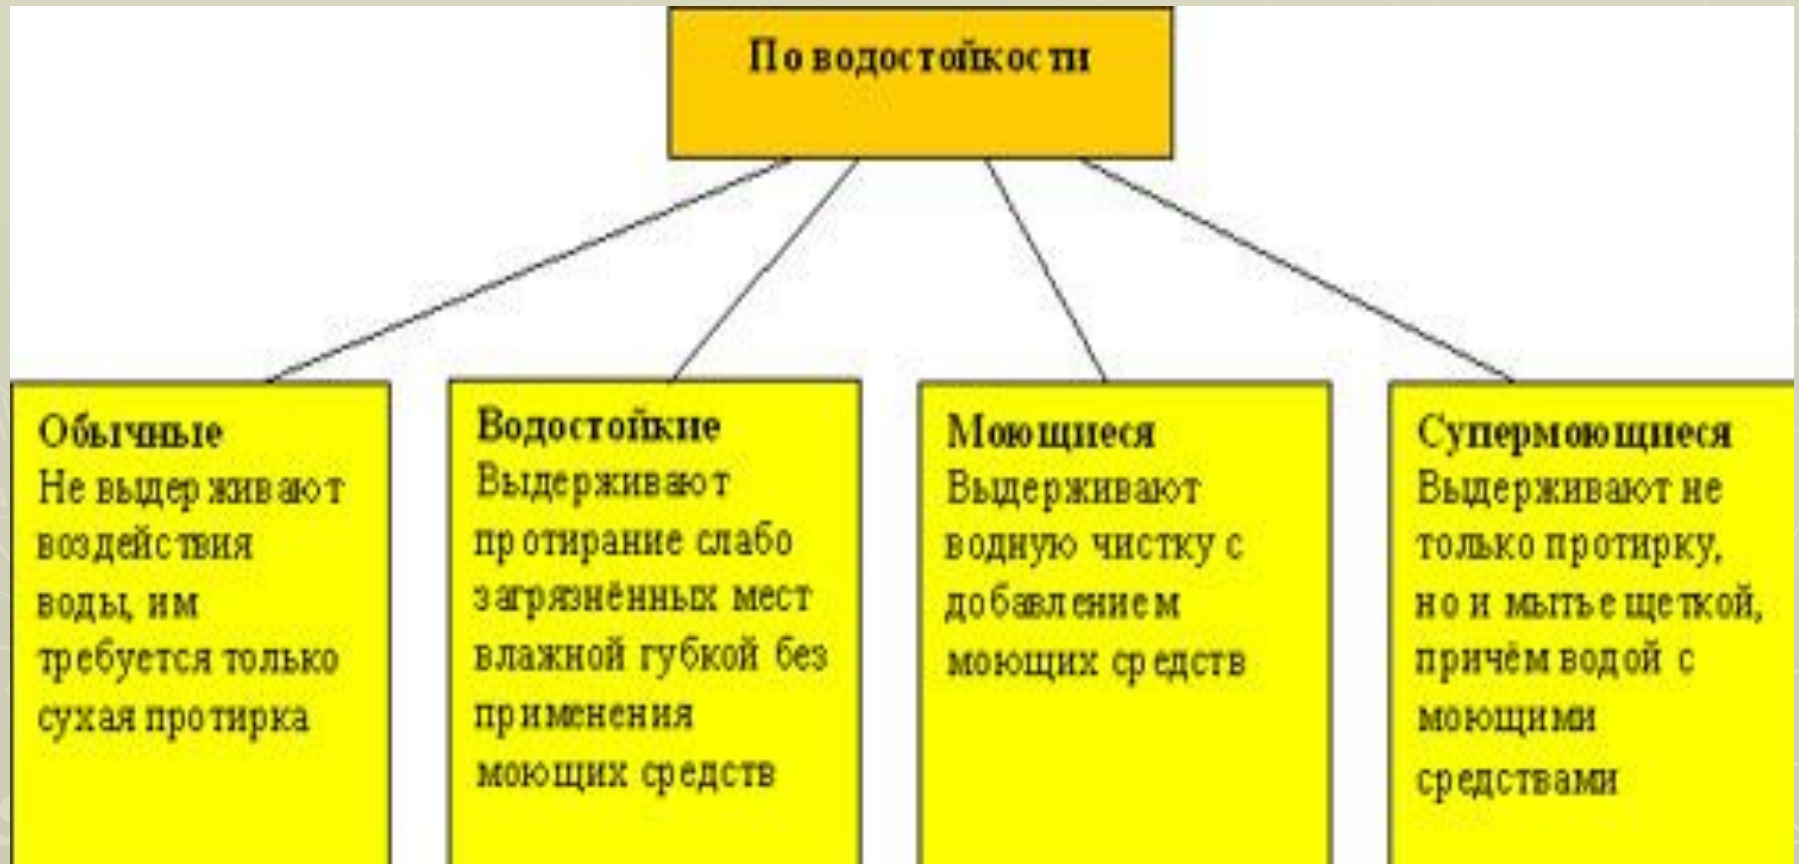 По водостойкости
Обычные
Не выдерживают
воздействия
воды, им
требуется только
сухая протирка
Водостойкие
Выдерживают
протирание слабо
загрязнённых мест
влажной губкой без
применения
моющих средств
Моющиеся
Выдерживают
водную чистку с
добавлением
моющих средств
Супермоющиеся
Выдерживают не
только протирку,
но и мытье щеткой,
причём водой с
моющими
средствами